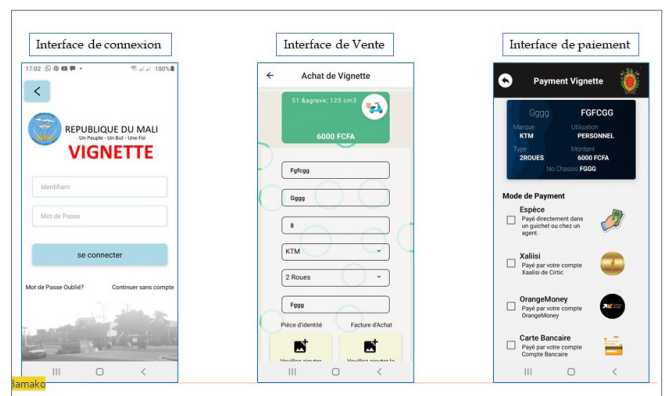 Interface de connexion
Interface de Vente
Interface de paiement
17:02
100%
REPUBLIQUE DU MALI
Un Peuple - Un But - Une Foi
VIGNETTE
Identifiant
Mot de Passe
se connecter
Mot de Passe Oublié?
Continuer sans compte
Bamako
Achat de Vignette
51 &agrave; 125 cm3
6000 FCFA
Fgfcgg
Gggg
8
KTM
2 Roues
Fggg
Pièce d'identité
Facture d'Achat
Payment Vignette
Gggg
FGFCGG
Marque
Utilisation
KTM
PERSONNEL
Type
Montant
2ROUES
6000 FCFA
No Chassis FGGG
Mode de Payment
Espèce
Payé directement dans
un guichet ou chez un
agent.
Xaliisi
Payé par votre compte
Xaalisi de Cirtic
OrangeMoney
Payé par votre compte
OrangeMoney
Carte Bancaire
Payé par votre compte
Compte Bancaire